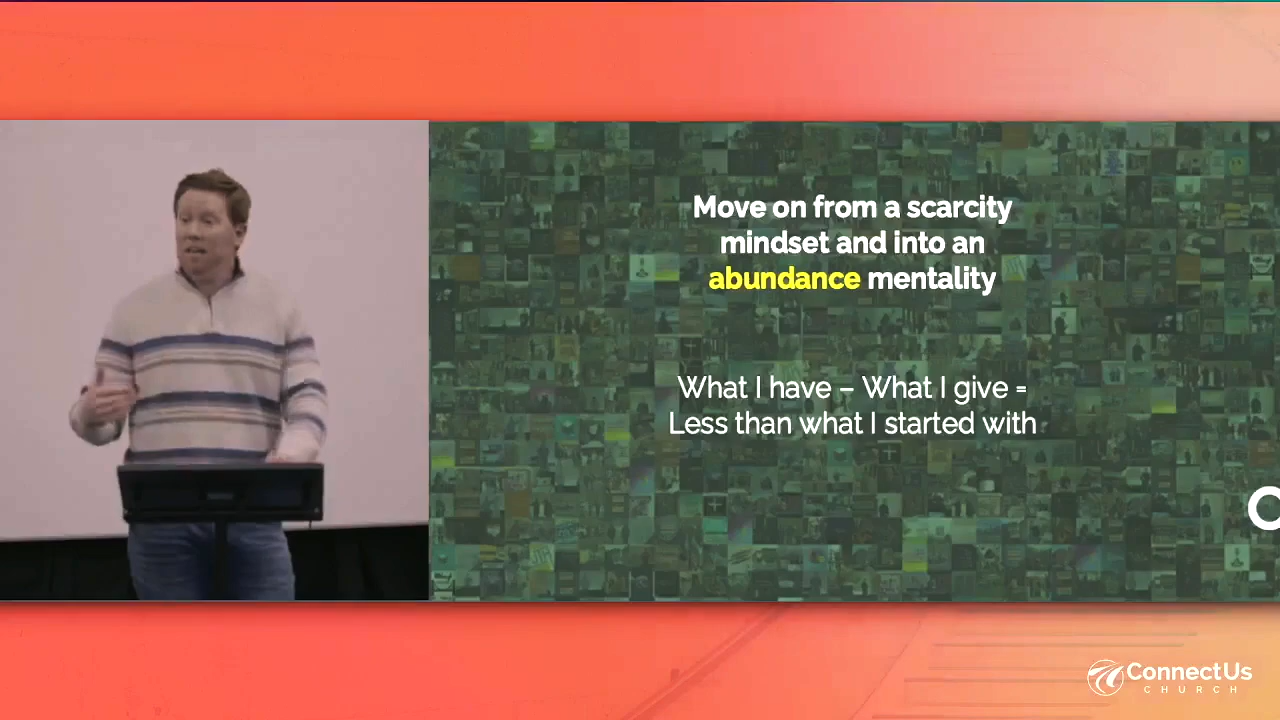 Move on from a scarcity
mindset and into an
abundance mentality
What I have – What I give =
Less than what I started with
ConnectUs
CHURCH